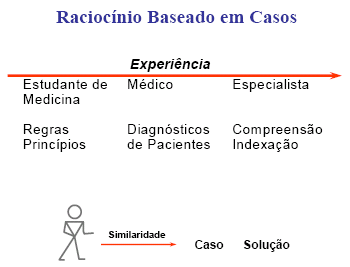 Raciocínio Baseado em Casos
Experiência
Estudante de Medicina
Médico
Especialista
Regras
Princípios
Diagnósticos de Pacientes
Compreensão
Indexação
Similaridade
Caso
Solução